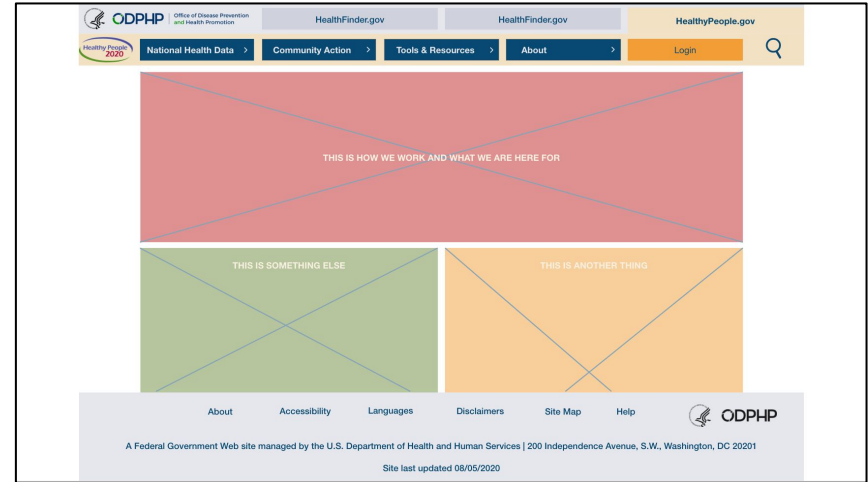 ODPHP
Office of Disease Prevention
and Health Promotion
HealthFinder.gov
HealthFinder.gov
HealthyPeople.gov
Healthy People
2020
National Health Data >
Community Action >
Tools & Resources >
About >
Login
THIS IS HOW WE WORK AND WHAT WE ARE HERE FOR
THIS IS SOMETHING ELSE
THIS IS ANOTHER THING
About
Accessibility
Languages
Disclaimers
Site Map
Help
ODPHP
A Federal Government Web site managed by the U.S. Department of Health and Human Services | 200 Independence Avenue, S.W., Washington, DC 20201
Site last updated 08/05/2020